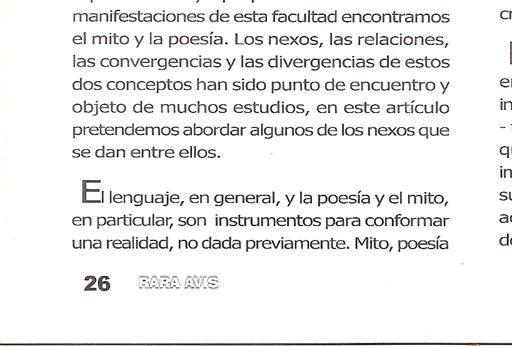 manifestaciones de esta facultad encontramos
el mito y la poesía. Los nexos, las relaciones,
las convergencias y las divergencias de estos
dos conceptos han sido punto de encuentro y
objeto de muchos estudios, en este artículo
pretendemos abordar algunos de los nexos que
se dan entre ellos.
El lenguaje, en general, y la poesía y el mito,
en particular, son instrumentos para conformar
una realidad, no dada previamente. Mito, poesía
26 RARA AVIS